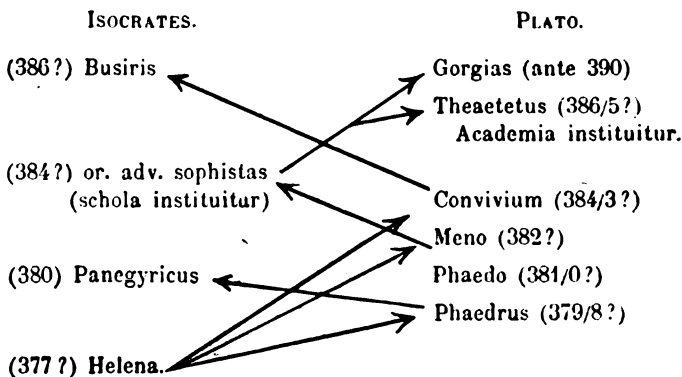 ISOCRATES.
(386?) Busiris
(384?) or. adv. sophistas
(schola instituitur)
(380) Panegyricus
(377?) Helena.
PLATO.
Gorgias (ante 390)
Theaetetus (386/5?)
Academia instituitur.
Convivium (384/3?)
Meno (382?)
Phaedo (381/0?)
Phaedrus (379/8?)